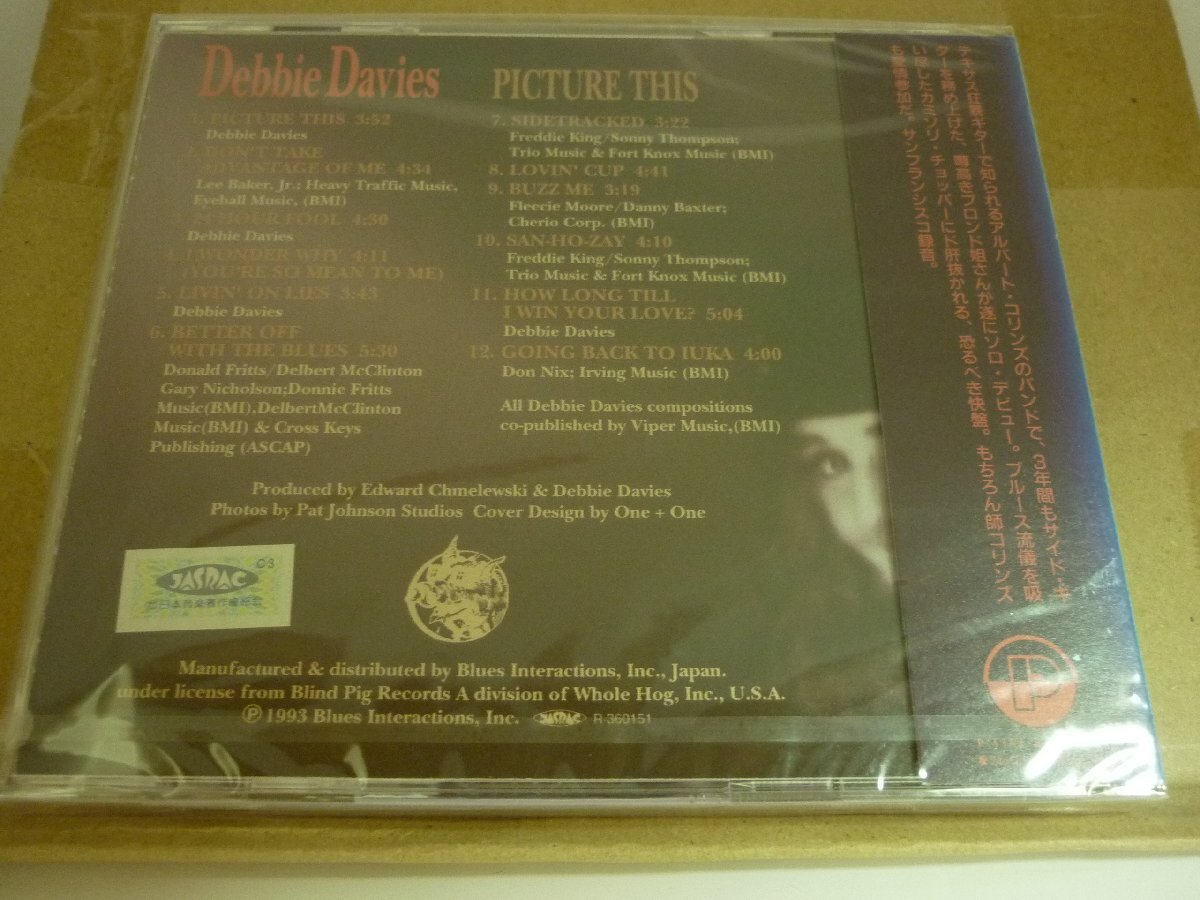 Debbie Davies
PICTURE THIS
1. PICTURE THIS 3:52
Debbie Davies
2. DON'T TAKE
ADVANTAGE OF ME 4:34
Lee Baker, Jr.; Heavy Traffic Music,
Eyeball Music, (BMI)
3. 24 HOUR FOOL 4:30
Debbie Davies
4. I WONDER WHY 4:11
(YOU'RE SO MEAN TO ME)
5. LIVIN' ON LIES 3:43
Debbie Davies
6. BETTER OFF
WITH THE BLUES 5:30
Donald Fritts/Delbert McClinton
Gary Nicholson;Donnie Fritts
Music(BMI).DelbertMcClinton
Music(BMI) & Cross Keys
Publishing (ASCAP)
7. SIDETRACKED 3:22
Freddie King/Sonny Thompson;
Trio Music & Fort Knox Music (BMI)
8. LOVIN' CUP 4:41
9. BUZZ ME 3:19
Fleecie Moore/Danny Baxter;
Cherio Corp. (BMI)
10. SAN-HO-ZAY 4:10
Freddie King/Sonny Thompson;
Trio Music & Fort Knox Music (BMI)
11. HOW LONG TILL
I WIN YOUR LOVE? 5:04
Debbie Davies
12. GOING BACK TO IUKA 4:00
Don Nix; Irving Music (BMI)
All Debbie Davies compositions
co-published by Viper Music,(BMI)
Produced by Edward Chmelewski & Debbie Davies
Photos by Pat Johnson Studios Cover Design by One + One
JASRAC
03
Manufactured & distributed by Blues Interactions, Inc., Japan.
under license from Blind Pig Records A division of Whole Hog, Inc., U.S.A.
Ⓟ 1993 Blues Interactions, Inc. JASRAC R-360151
テキサス狂暴ギターで知られるアルバート・コリンズのバンドで、3年間もサイド・ギ
ターを務め上げた、鳴高きブロンド姐さんが遂にソロ・デビュー。ブルース流儀を吸
い尽したカミソリ・チョッパーにド肝抜かれる、恐るべき快盤。もちろん師コリンズ
も客演参加だ。サンフランシスコ録音。
P